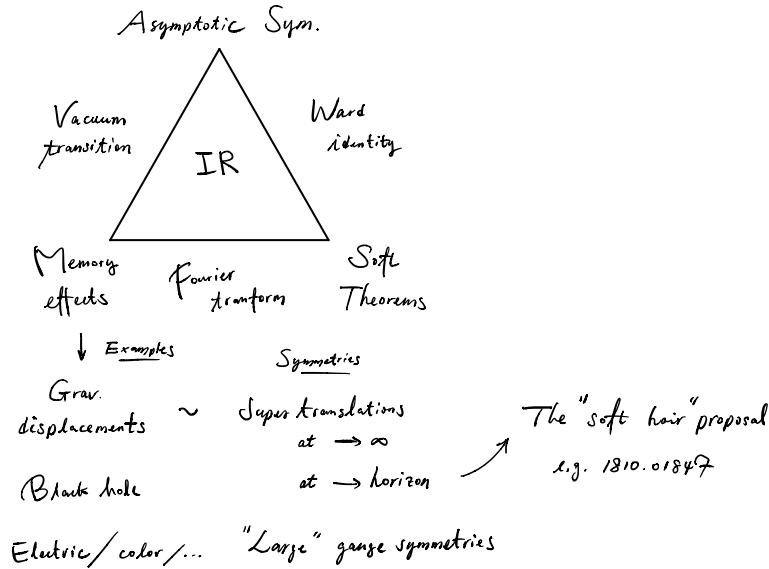 Asymptotic Sym.
Vacuum
transition
Ward
identity
IR
Memory
effects
Fourier
tranform
Soft
Theorems
↓ Examples
Symmetries
Grav.
displacements ~ Super translations
at → ∞
Black hole
at → horizon
The "soft hair" proposal
e.g. 1810.01847
Electric/color/... "Large" gauge symmetries